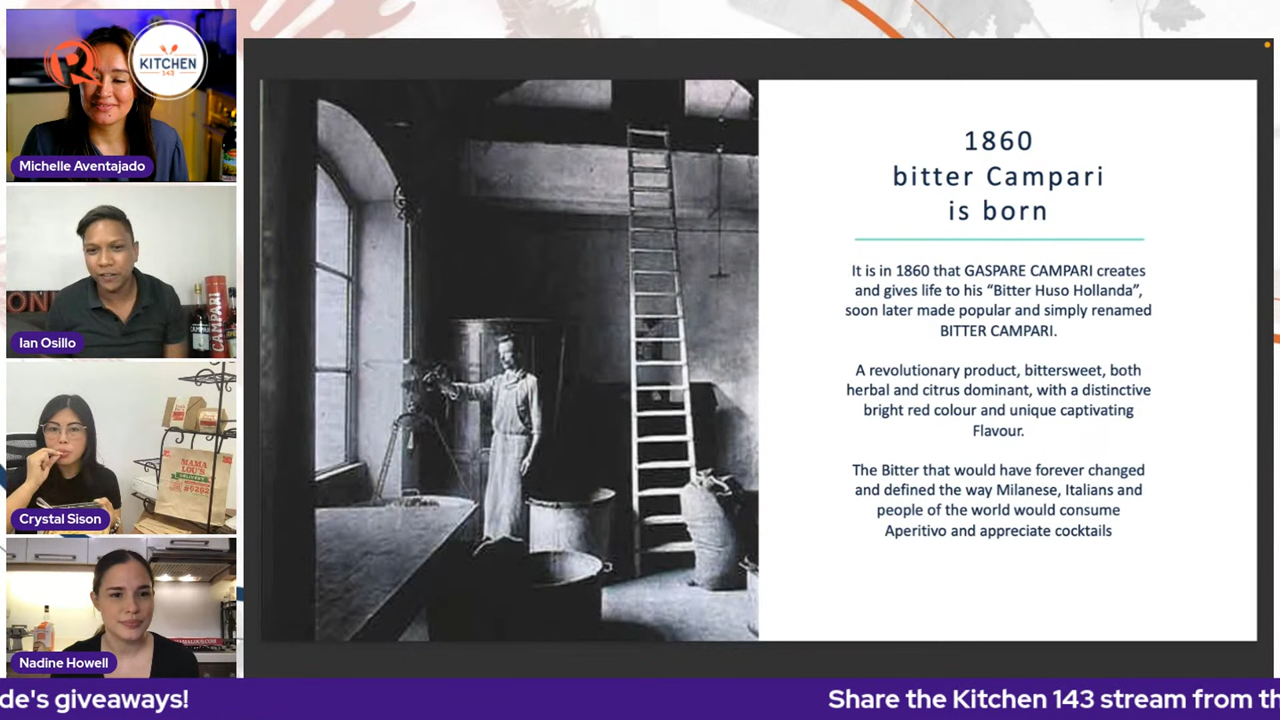 R
KITCHEN
143
Michelle Aventajado
CAMPARI
Ian Osillo
MAMA
LOU'S
DELIVERY
Crystal Sison
Nadine Howell
1860
bitter Campari
is born
It is in 1860 that GASPARE CAMPARI creates
and gives life to his “Bitter Huso Hollanda”,
soon later made popular and simply renamed
BITTER CAMPARI.
A revolutionary product, bittersweet, both
herbal and citrus dominant, with a distinctive
bright red colour and unique captivating
Flavour.
The Bitter that would have forever changed
and defined the way Milanese, Italians and
people of the world would consume
Aperitivo and appreciate cocktails
de's giveaways!
Share the Kitchen 143 stream from th